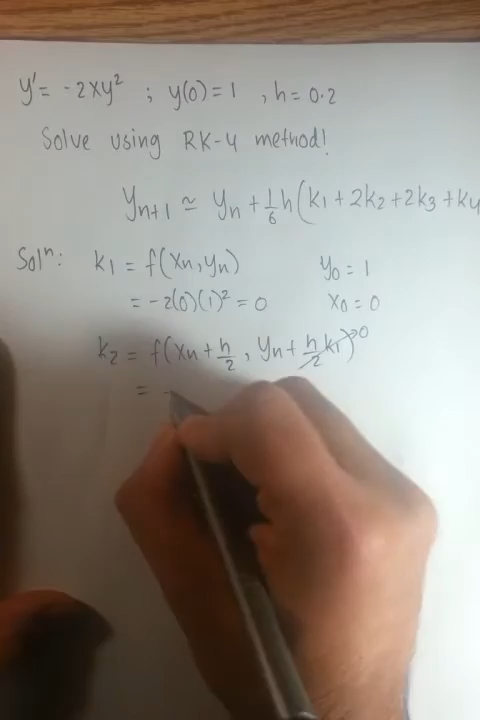 y' = -2xy² ; y(0) = 1 , h = 0.2
Solve using RK-4 method!
yn+1 ≃ yn + 1/6 h(k1 + 2k2 + 2k3 + k4
Solⁿ: k1 = f(xn, yn) y0 = 1
= -2(0)(1)² = 0 x0 = 0
k2 = f(xn + h/2 , yn + h/2 k1) 0
= -